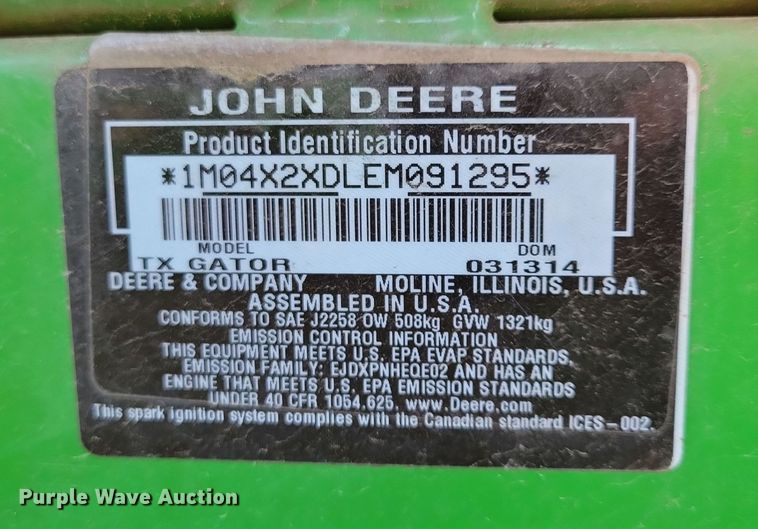 JOHN DEERE
Product Identification Number
*1M04X2XDLEM091295*
MODEL DOM
TX GATOR 031314
DEERE & COMPANY MOLINE, ILLINOIS, U.S.A.
ASSEMBLED IN U.S.A.
CONFORMS TO SAE J2258 OW 508kg GVW 1321kg
EMISSION CONTROL INFORMATION
THIS EQUIPMENT MEETS U.S. EPA EVAP STANDARDS,
EMISSION FAMILY: EJDXPNHEQE02 AND HAS AN
ENGINE THAT MEETS U.S. EPA EMISSION STANDARDS
UNDER 40 CFR 1054.625. www.Deere.com
This spark ignition system complies with the Canadian standard ICES-002.
Purple Wave Auction